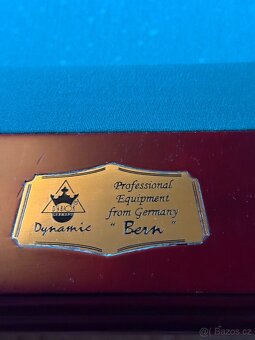 Professional
Equipment
from Germany
Dynamic " Bern "
© Bazos.cz